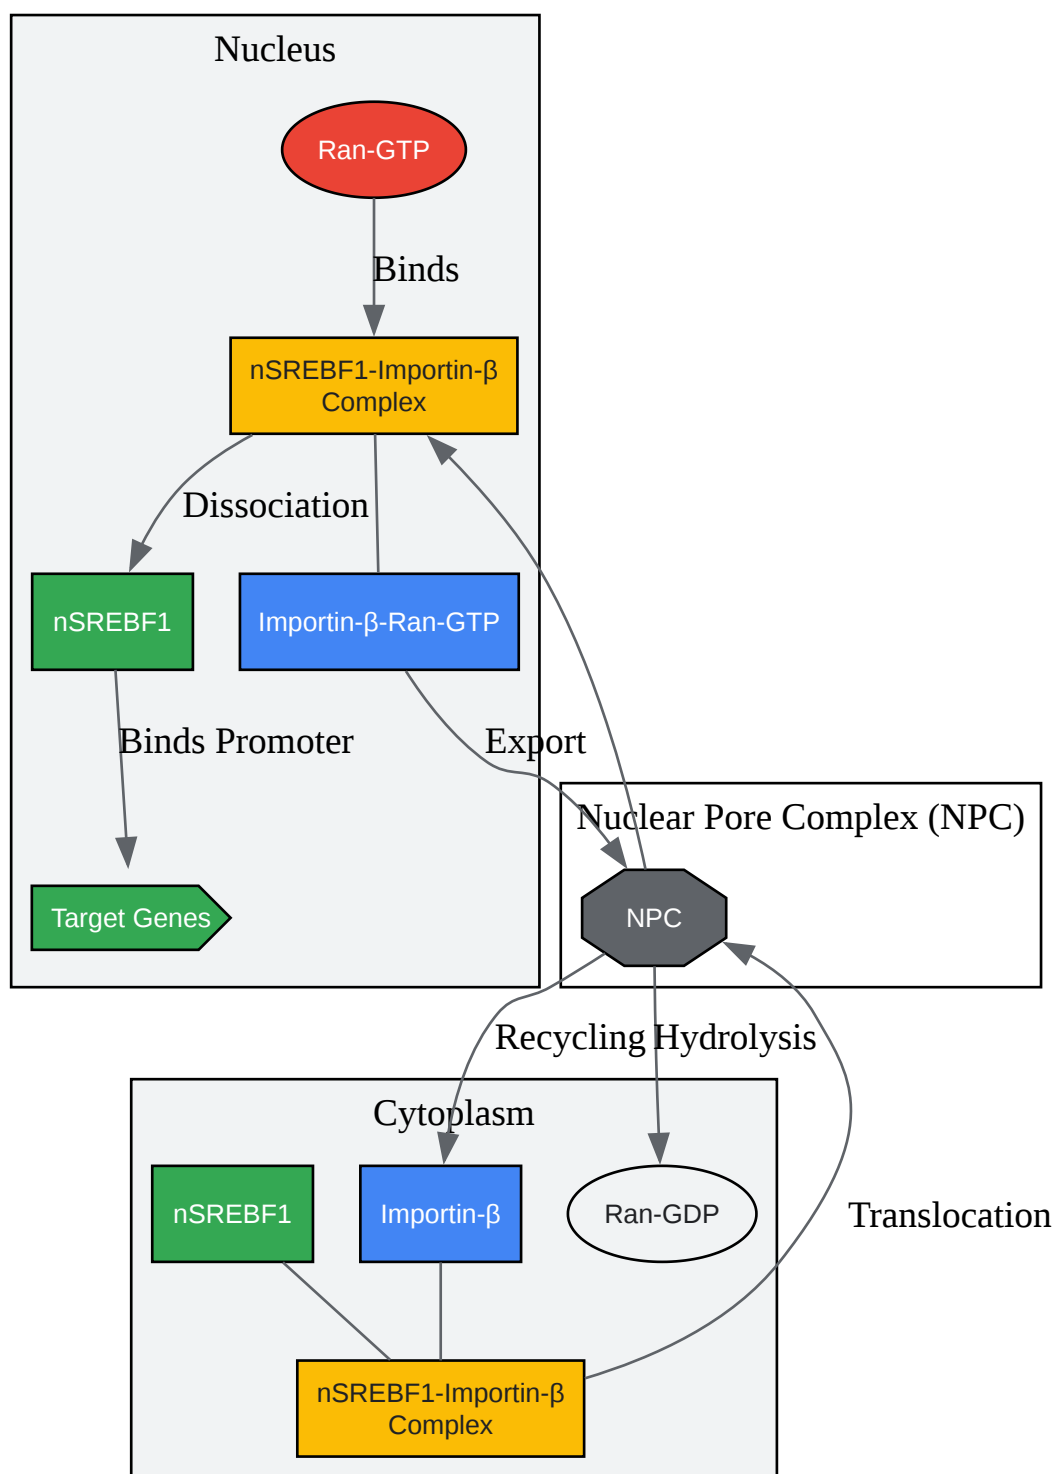 Nucleus
Ran-GTP
Binds
nSREBF1-Importin-β
Complex
Dissociation
nSREBF1
Importin-β-Ran-GTP
Binds Promoter
Export
Nuclear Pore Complex (NPC)
Target Genes
NPC
Recycling
Hydrolysis
Cytoplasm
nSREBF1
Importin-β
Ran-GDP
Translocation
nSREBF1-Importin-β
Complex